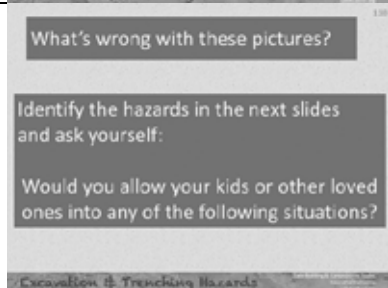 138
What's wrong with these pictures?
Identify the hazards in the next slides
and ask yourself:
Would you allow your kids or other loved
ones into any of the following situations?
Excavation & Trenching Hazards